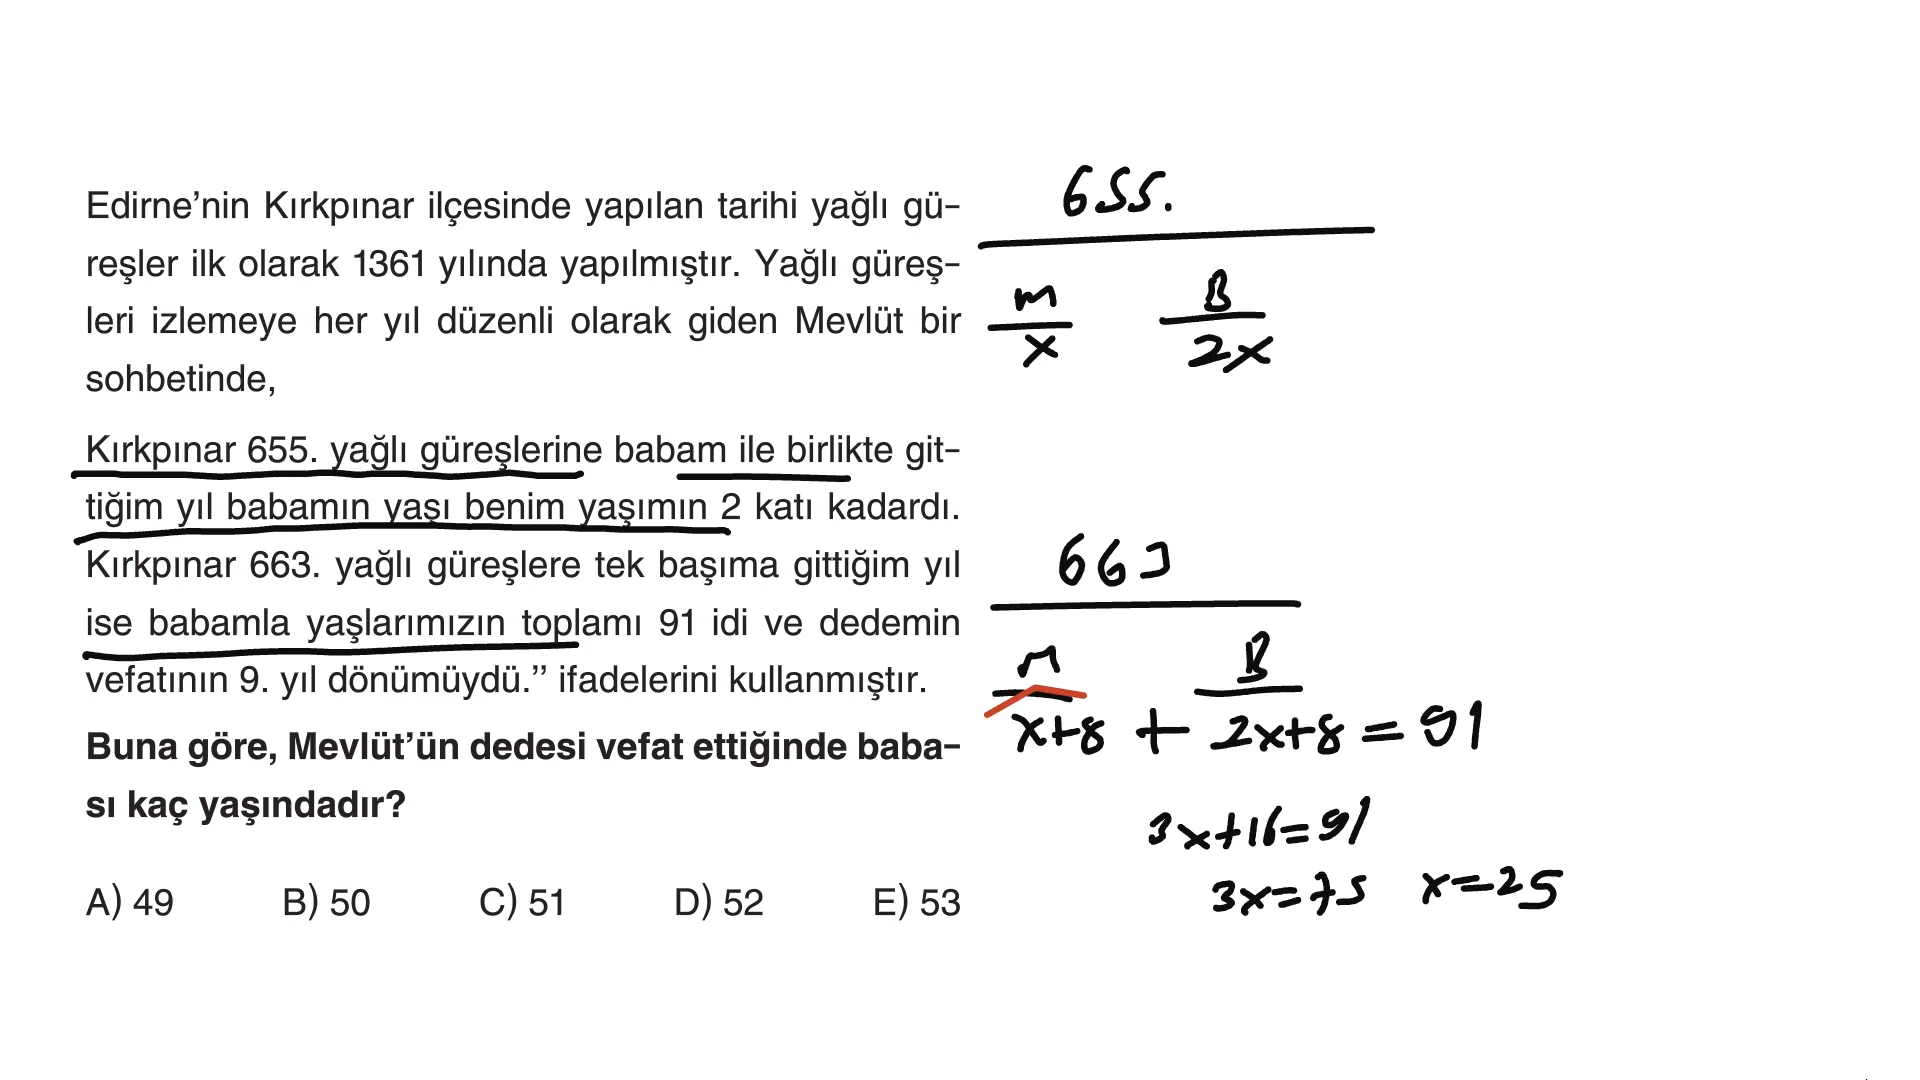 Edirne’nin Kırkpınar ilçesinde yapılan tarihi yağlı gü-
reşler ilk olarak 1361 yılında yapılmıştır. Yağlı güreş-
leri izlemeye her yıl düzenli olarak giden Mevlüt bir
sohbetinde,
Kırkpınar 655. yağlı güreşlerine babam ile birlikte git-
tiğim yıl babamın yaşı benim yaşımın 2 katı kadardı.
Kırkpınar 663. yağlı güreşlere tek başıma gittiğim yıl
ise babamla yaşlarımızın toplamı 91 idi ve dedemin
vefatının 9. yıl dönümüydü.” ifadelerini kullanmıştır.
Buna göre, Mevlüt’ün dedesi vefat ettiğinde baba-
sı kaç yaşındadır?
A) 49 B) 50 C) 51 D) 52 E) 53
655.
m B
x 2x
663
m B
x+8 + 2x+8 = 91
3x+16=91
3x=75 x=25